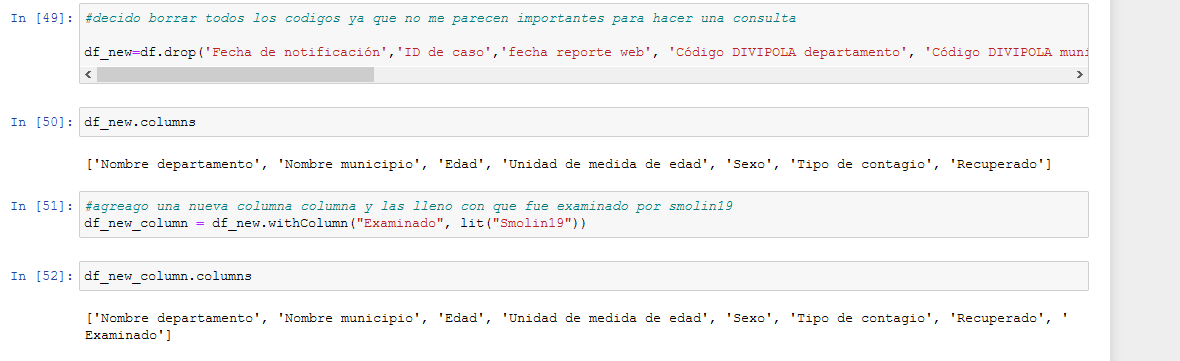 In [49]: #decido borrar todos los codigos ya que no me parecen importantes para hacer una consulta
df_new=df.drop('Fecha de notificación','ID de caso','fecha reporte web', 'Código DIVIPOLA departamento', 'Código DIVIPOLA muni
In [50]: df_new.columns
['Nombre departamento', 'Nombre municipio', 'Edad', 'Unidad de medida de edad', 'Sexo', 'Tipo de contagio', 'Recuperado']
In [51]: #agreago una nueva columna columna y las lleno con que fue examinado por smolin19
df_new_column = df_new.withColumn("Examinado", lit("Smolin19"))
In [52]: df_new_column.columns
['Nombre departamento', 'Nombre municipio', 'Edad', 'Unidad de medida de edad', 'Sexo', 'Tipo de contagio', 'Recuperado', '
Examinado']